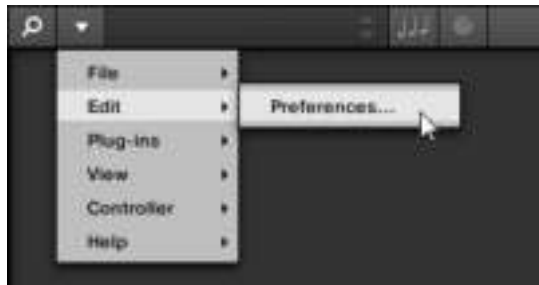 File
Edit
Preferences...
Plug-ins
View
Controller
Help